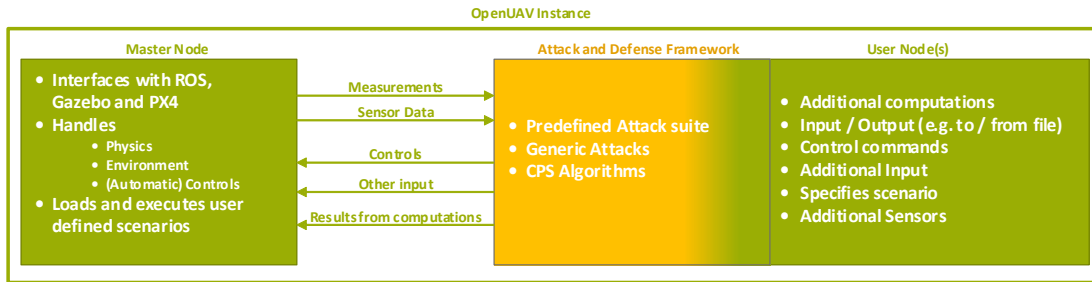 OpenUAV Instance
Master Node
Attack and Defense Framework
User Node(s)
• Interfaces with ROS,
Gazebo and PX4
• Handles
• Physics
• Environment
• (Automatic) Controls
• Loads and executes user
defined scenarios
Measurements
Sensor Data
Controls
Other input
Results from computations
• Predefined Attack suite
• Generic Attacks
• CPS Algorithms
• Additional computations
• Input / Output (e.g. to / from file)
• Control commands
• Additional Input
• Specifies scenario
• Additional Sensors